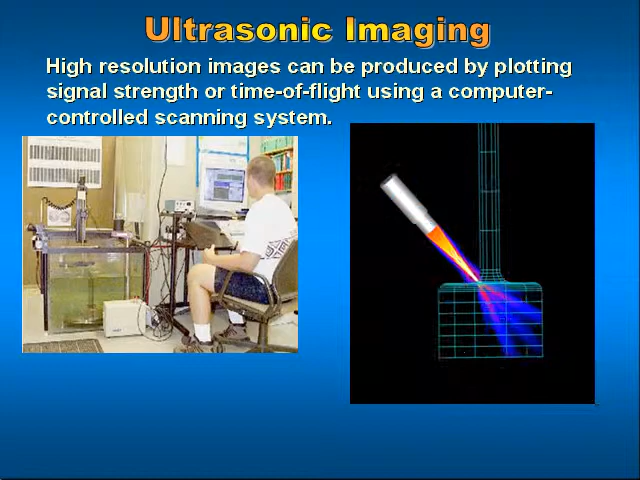 Ultrasonic Imaging
High resolution images can be produced by plotting
signal strength or time-of-flight using a computer-
controlled scanning system.